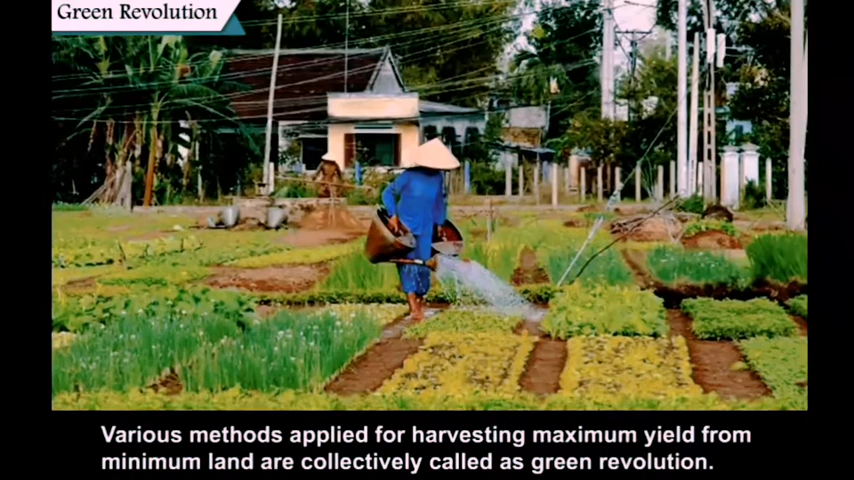 Green Revolution
Various methods applied for harvesting maximum yield from
minimum land are collectively called as green revolution.